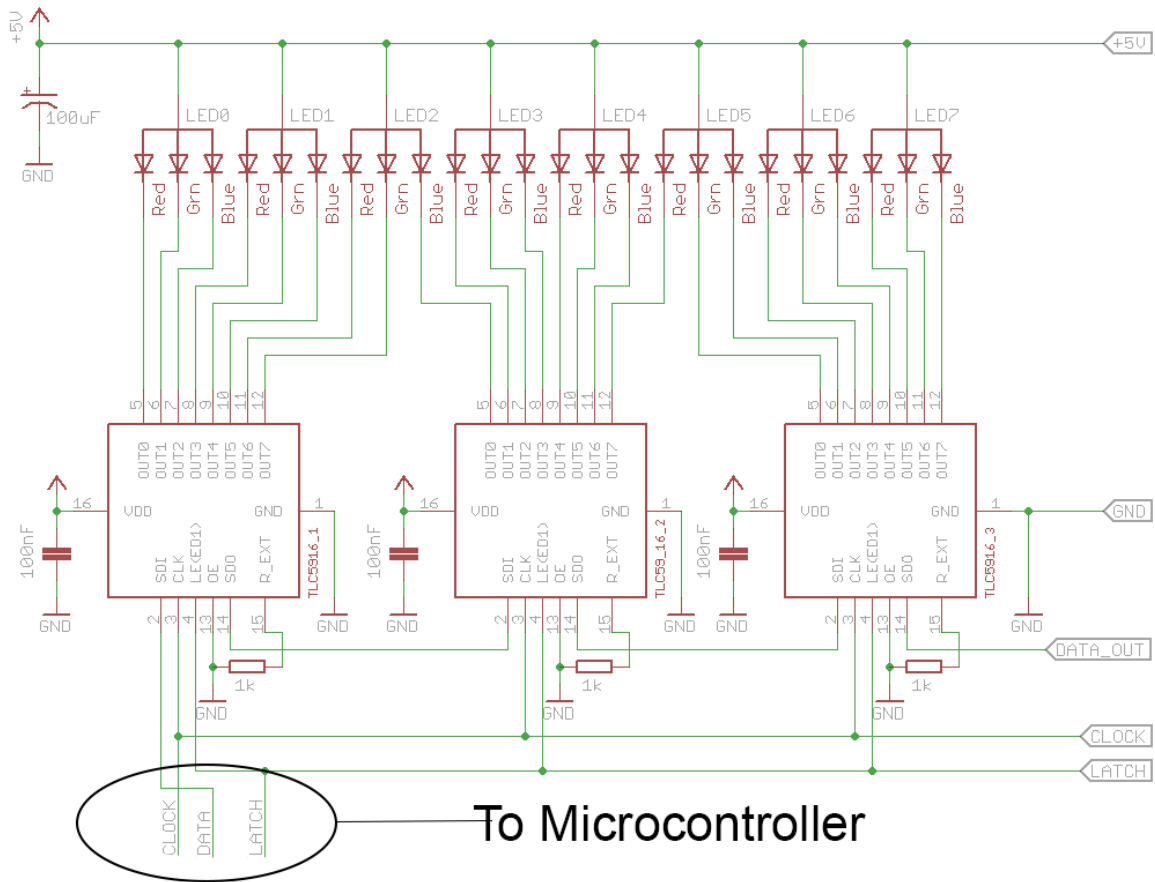 +5V
+5V
100uF
GND
LED0 LED1 LED2 LED3 LED4 LED5 LED6 LED7
Red Grn Blue Red Grn Blue Red Grn Blue Red Grn Blue Red Grn Blue Red Grn Blue Red Grn Blue Red Grn Blue
5 6 7 8 9 10 11 12
OUT0 OUT1 OUT2 OUT3 OUT4 OUT5 OUT6 OUT7
16 VDD GND 1
100nF
SDI CLK LE(ED1) OE SDO R_EXT
TLC5916_1
2 3 4 13 14 15
GND
GND
1k
GND
5 6 7 8 9 10 11 12
OUT0 OUT1 OUT2 OUT3 OUT4 OUT5 OUT6 OUT7
16 VDD GND 1
100nF
SDI CLK LE(ED1) OE SDO R_EXT
TLC59_16_2
2 3 4 13 14 15
GND
GND
1k
GND
5 6 7 8 9 10 11 12
OUT0 OUT1 OUT2 OUT3 OUT4 OUT5 OUT6 OUT7
16 VDD GND 1
100nF
SDI CLK LE(ED1) OE SDO R_EXT
TLC5916_3
2 3 4 13 14 15
GND
GND
1k
GND
GND
DATA_OUT
CLOCK
LATCH
CLOCK DATA LATCH
To Microcontroller